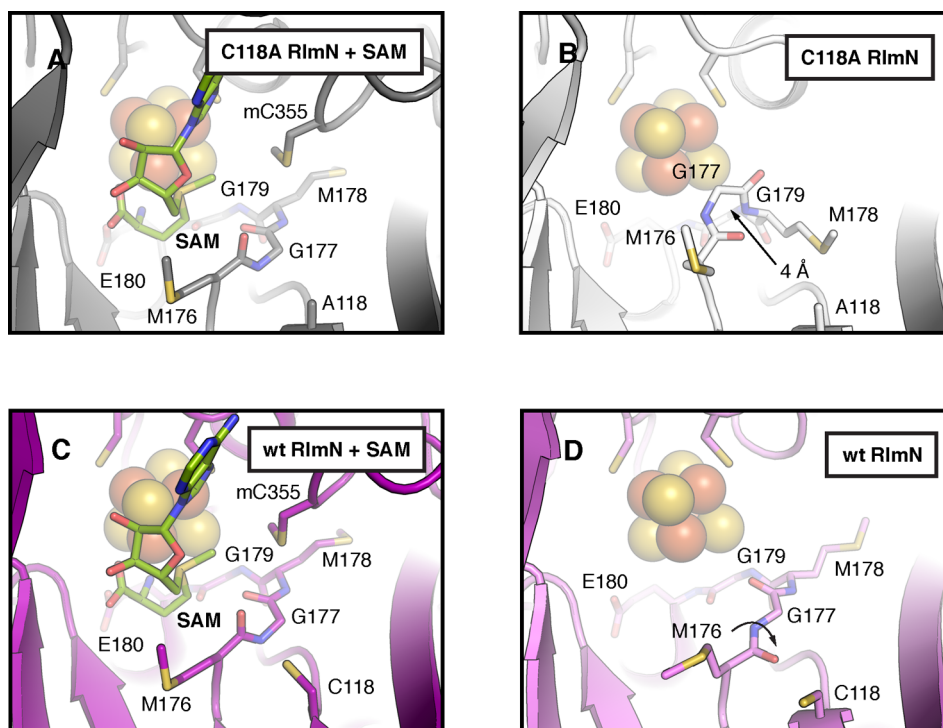 A
C118A RlmN + SAM
mC355
G179
M178
SAM
G177
E180
M176
A118
B
C118A RlmN
G177
G179
E180
M178
M176
4 Å
A118
C
wt RlmN + SAM
mC355
G179
M178
SAM
G177
E180
C118
M176
D
wt RlmN
G179
M178
E180
G177
M176
C118